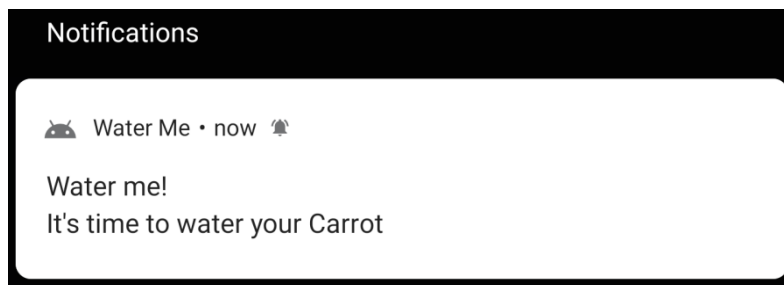 Notifications
Water Me • now
Water me!
It's time to water your Carrot